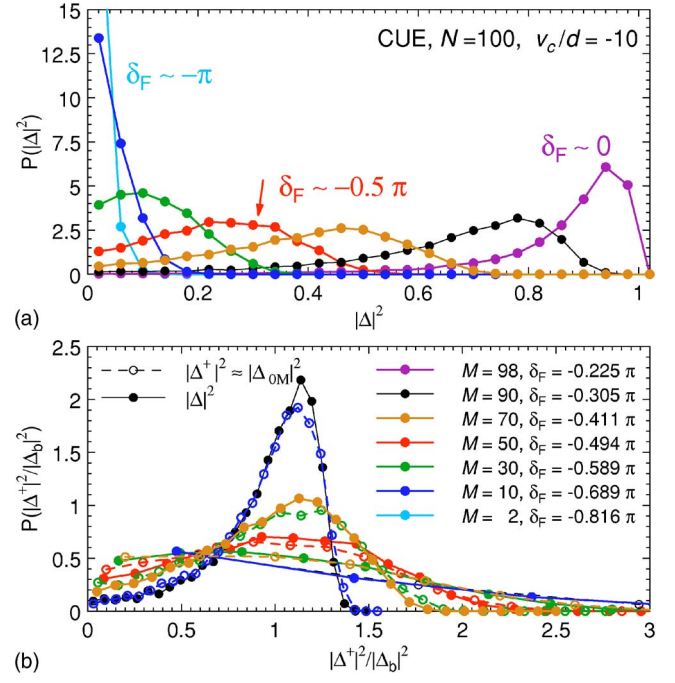 15
12.5
10
7.5
5
2.5
0
P(|Δ|²)
CUE, N =100, v_c/d = -10
δ_F ~ −π
δ_F ~ −0.5 π
δ_F ~ 0
0 0.2 0.4 0.6 0.8 1
(a) |Δ|²
2.5
2
1.5
1
0.5
0
P(|Δ⁺|²/|Δ_b|²)
|Δ⁺|² ≈ |Δ_0M|²
|Δ|²
M = 98, δ_F = -0.225 π
M = 90, δ_F = -0.305 π
M = 70, δ_F = -0.411 π
M = 50, δ_F = -0.494 π
M = 30, δ_F = -0.589 π
M = 10, δ_F = -0.689 π
M = 2, δ_F = -0.816 π
0 0.5 1 1.5 2 2.5 3
(b) |Δ⁺|²/|Δ_b|²